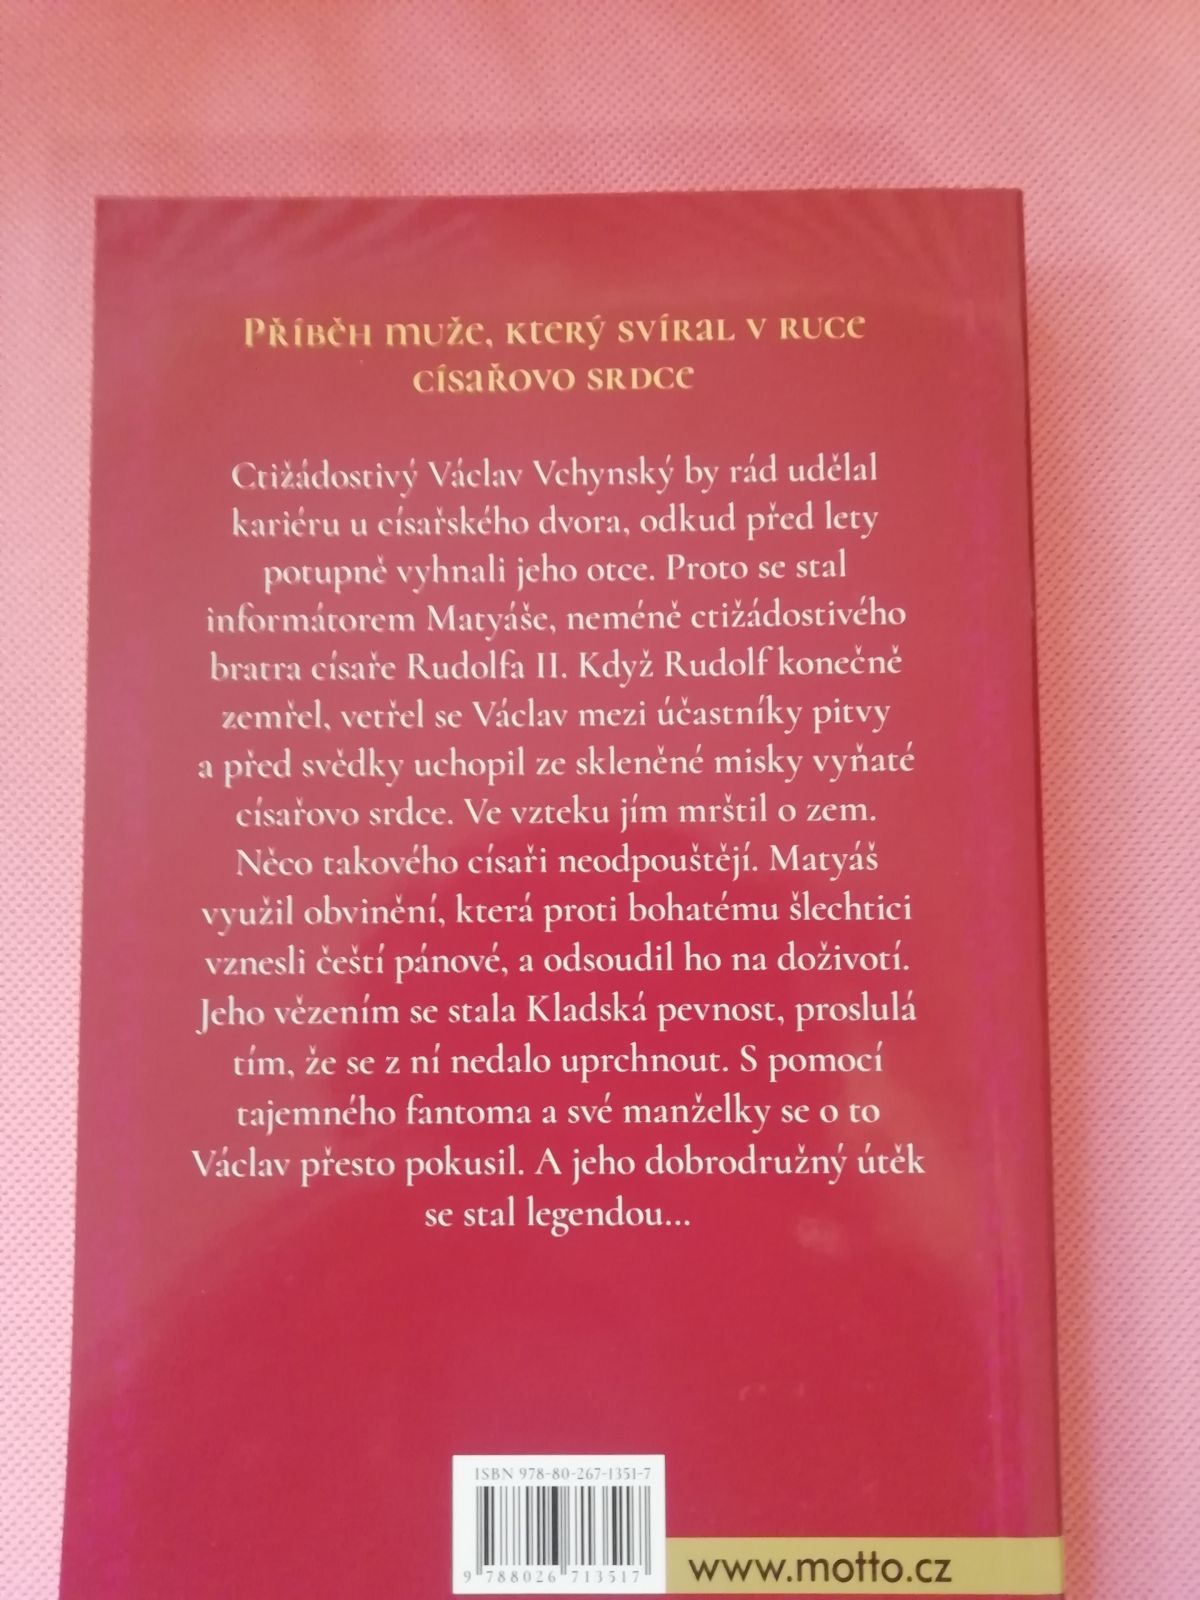 Příběh muže, který svíral v ruce
císařovo srdce
Ctižádostivý Václav Vchynský by rád udělal
kariéru u císařského dvora, odkud před lety
potupně vyhnali jeho otce. Proto se stal
informátorem Matyáše, neméně ctižádostivého
bratra císaře Rudolfa II. Když Rudolf konečně
zemřel, vetřel se Václav mezi účastníky pitvy
a před svědky uchopil ze skleněné misky vyňaté
císařovo srdce. Ve vzteku jím mrštil o zem.
Něco takového císaři neodpouštějí. Matyáš
využil obvinění, která proti bohatému šlechtici
vznesli čeští pánové, a odsoudil ho na doživotí.
Jeho vězením se stala Kladská pevnost, proslulá
tím, že se z ní nedalo uprchnout. S pomocí
tajemného fantoma a své manželky se o to
Václav přesto pokusil. A jeho dobrodružný útěk
se stal legendou...
ISBN 978-80-267-1351-7
9 788026 713517
www.motto.cz